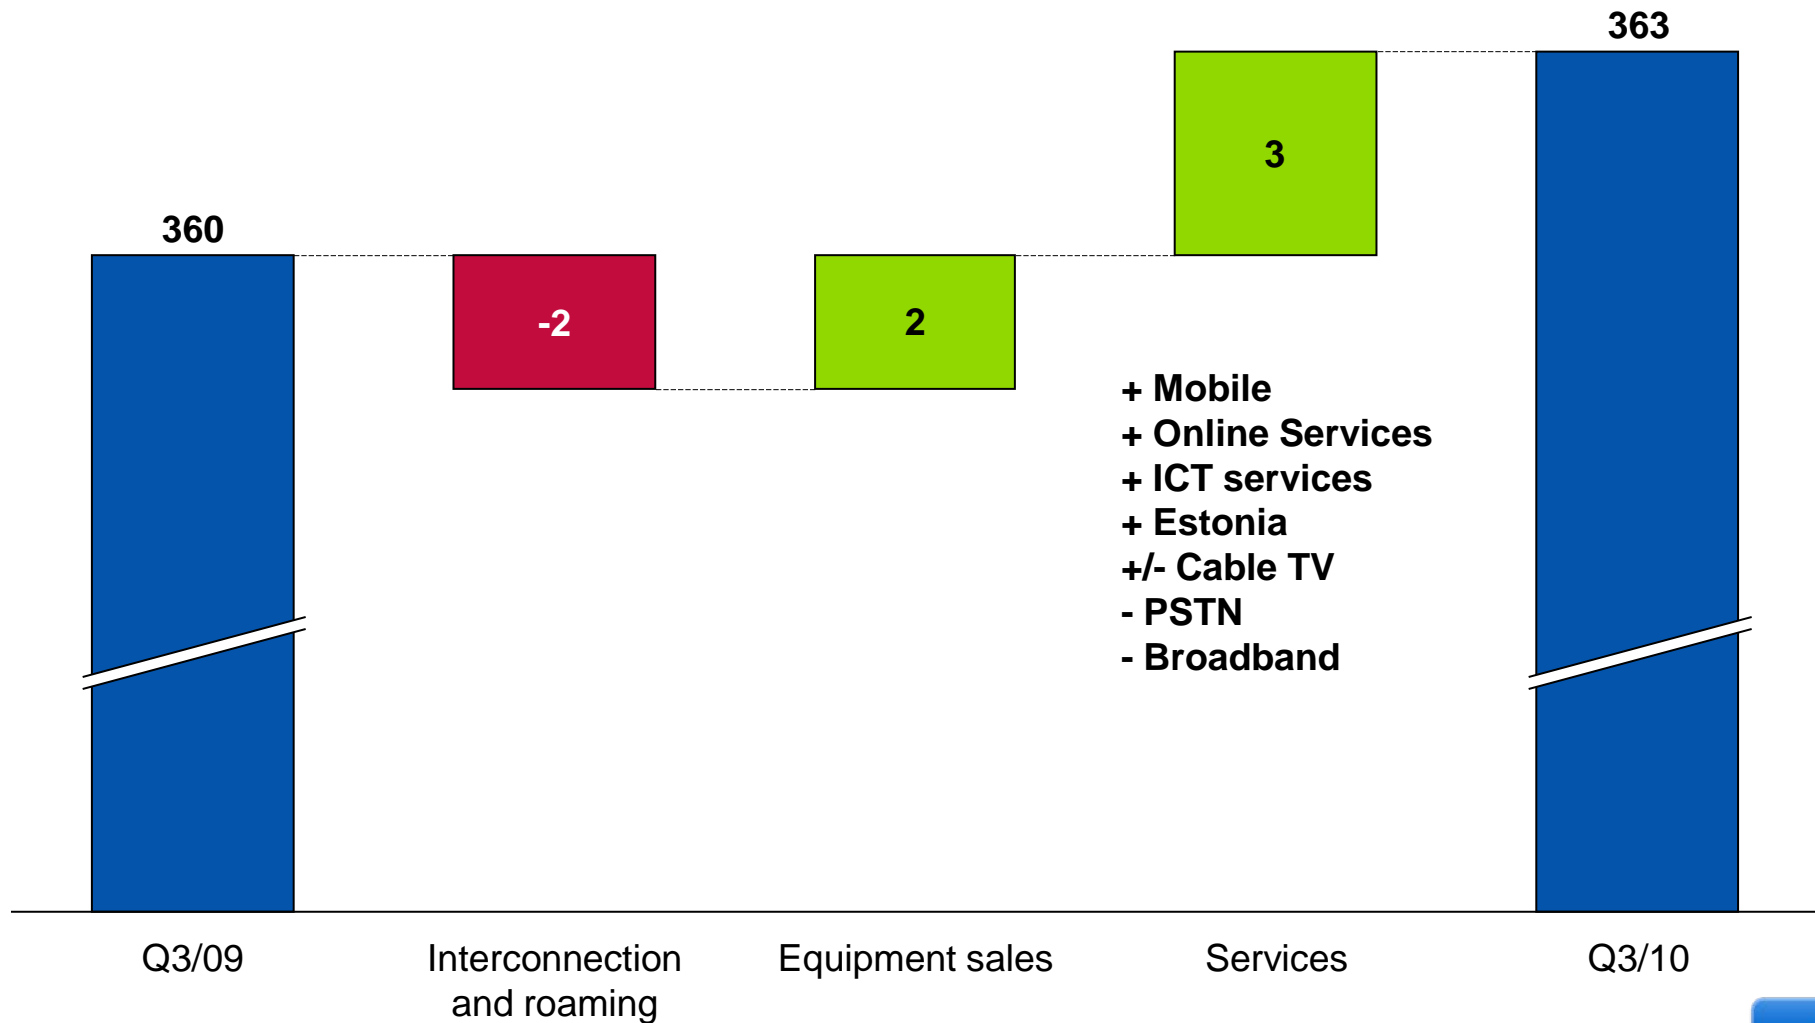 363
3
360
-2
2
+ Mobile
+ Online Services
+ ICT services
+ Estonia
+/- Cable TV
- PSTN
- Broadband
Q3/09
Interconnection
and roaming
Equipment sales
Services
Q3/10